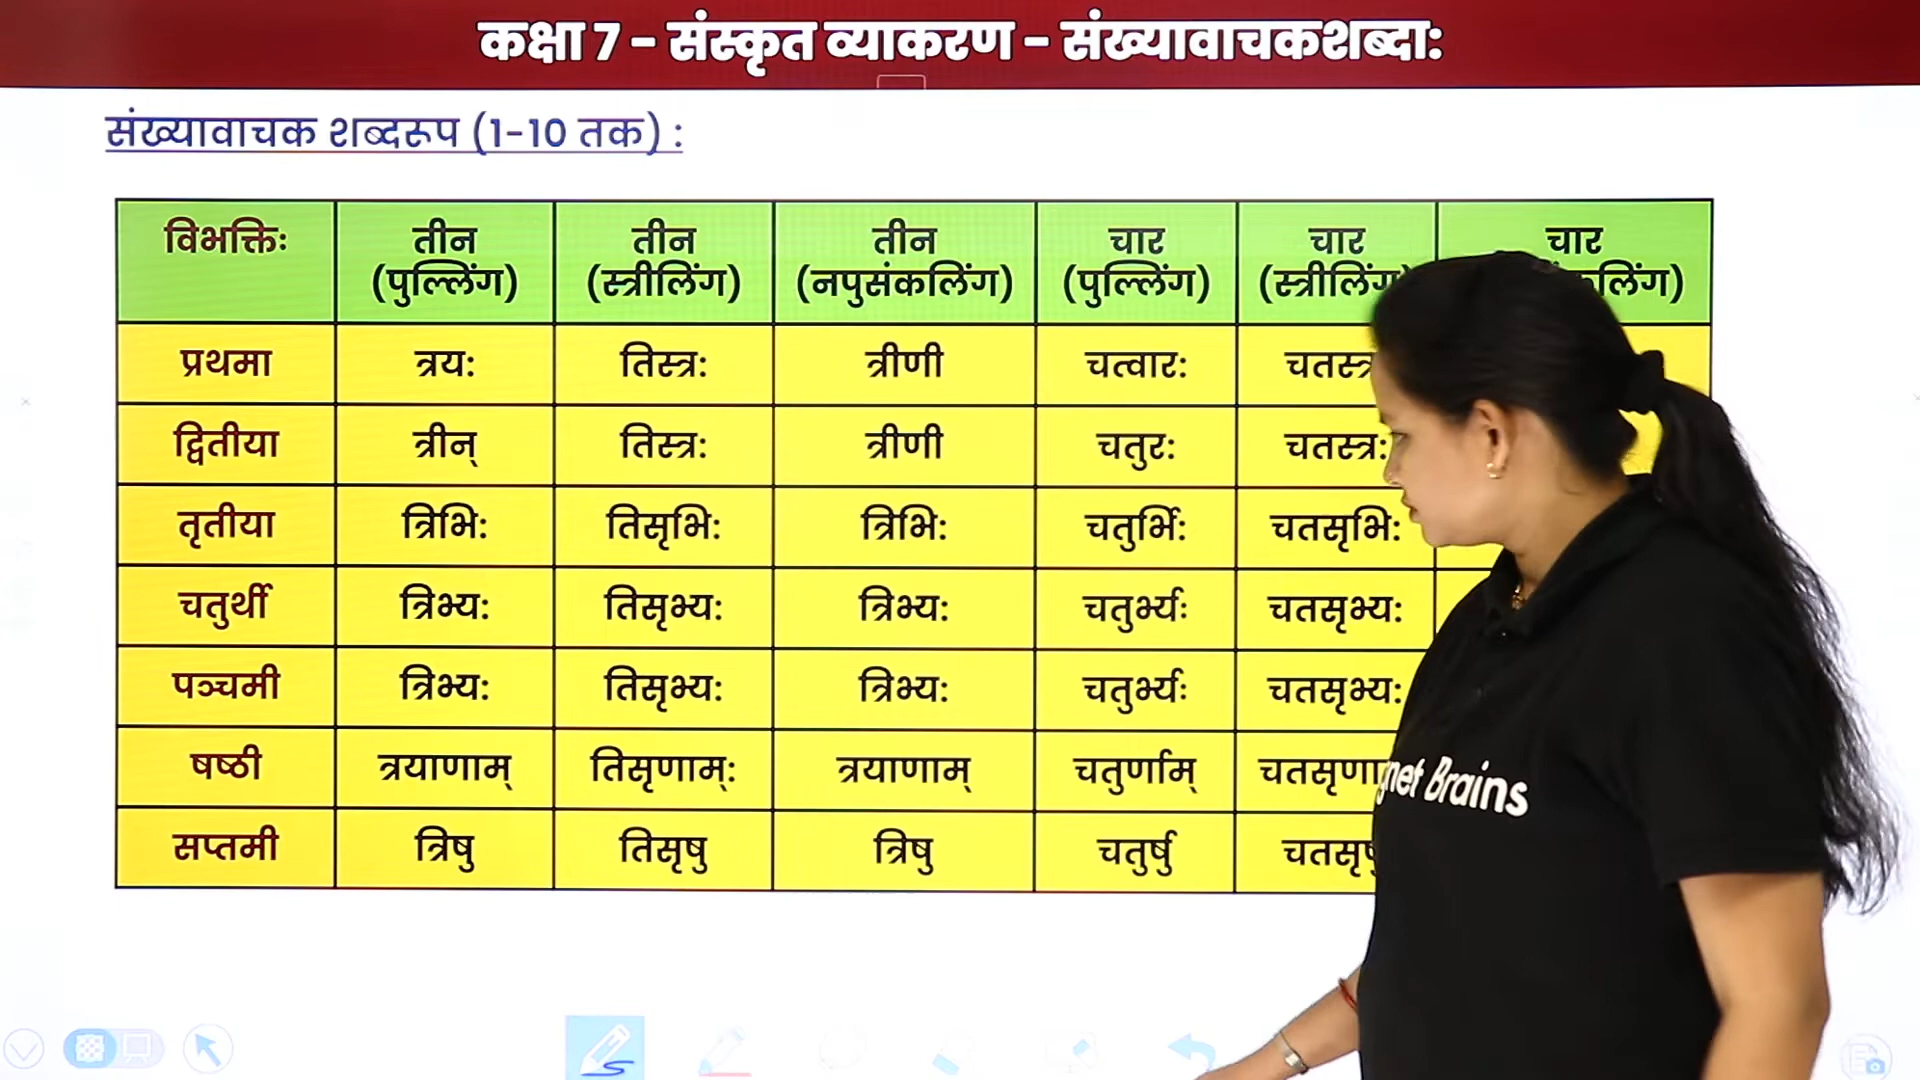 कक्षा 7 - संस्कृत व्याकरण - संख्यावाचकशब्दाः
संख्यावाचक शब्दरूप (1-10 तक) :
विभक्तिः तीन (पुल्लिंग) तीन (स्त्रीलिंग) तीन (नपुसंकलिंग) चार (पुल्लिंग) चार (स्त्रीलिंग) चार
प्रथमा त्रयः तिस्त्रः त्रीणी चत्वारः
द्वितीया त्रीन् तिस्त्रः त्रीणी चतुरः चतस्त्रः
तृतीया त्रिभिः तिसृभिः त्रिभिः चतुर्भिः चतसृभिः
चतुर्थी त्रिभ्यः तिसृभ्यः त्रिभ्यः चतुर्भ्यः चतसृभ्यः
पञ्चमी त्रिभ्यः तिसृभ्यः त्रिभ्यः चतुर्भ्यः चतसृभ्यः
षष्ठी त्रयाणाम् तिसृणाम्ः त्रयाणाम् चतुर्णाम्
सप्तमी त्रिषु तिसृषु त्रिषु चतुर्षु
Brains